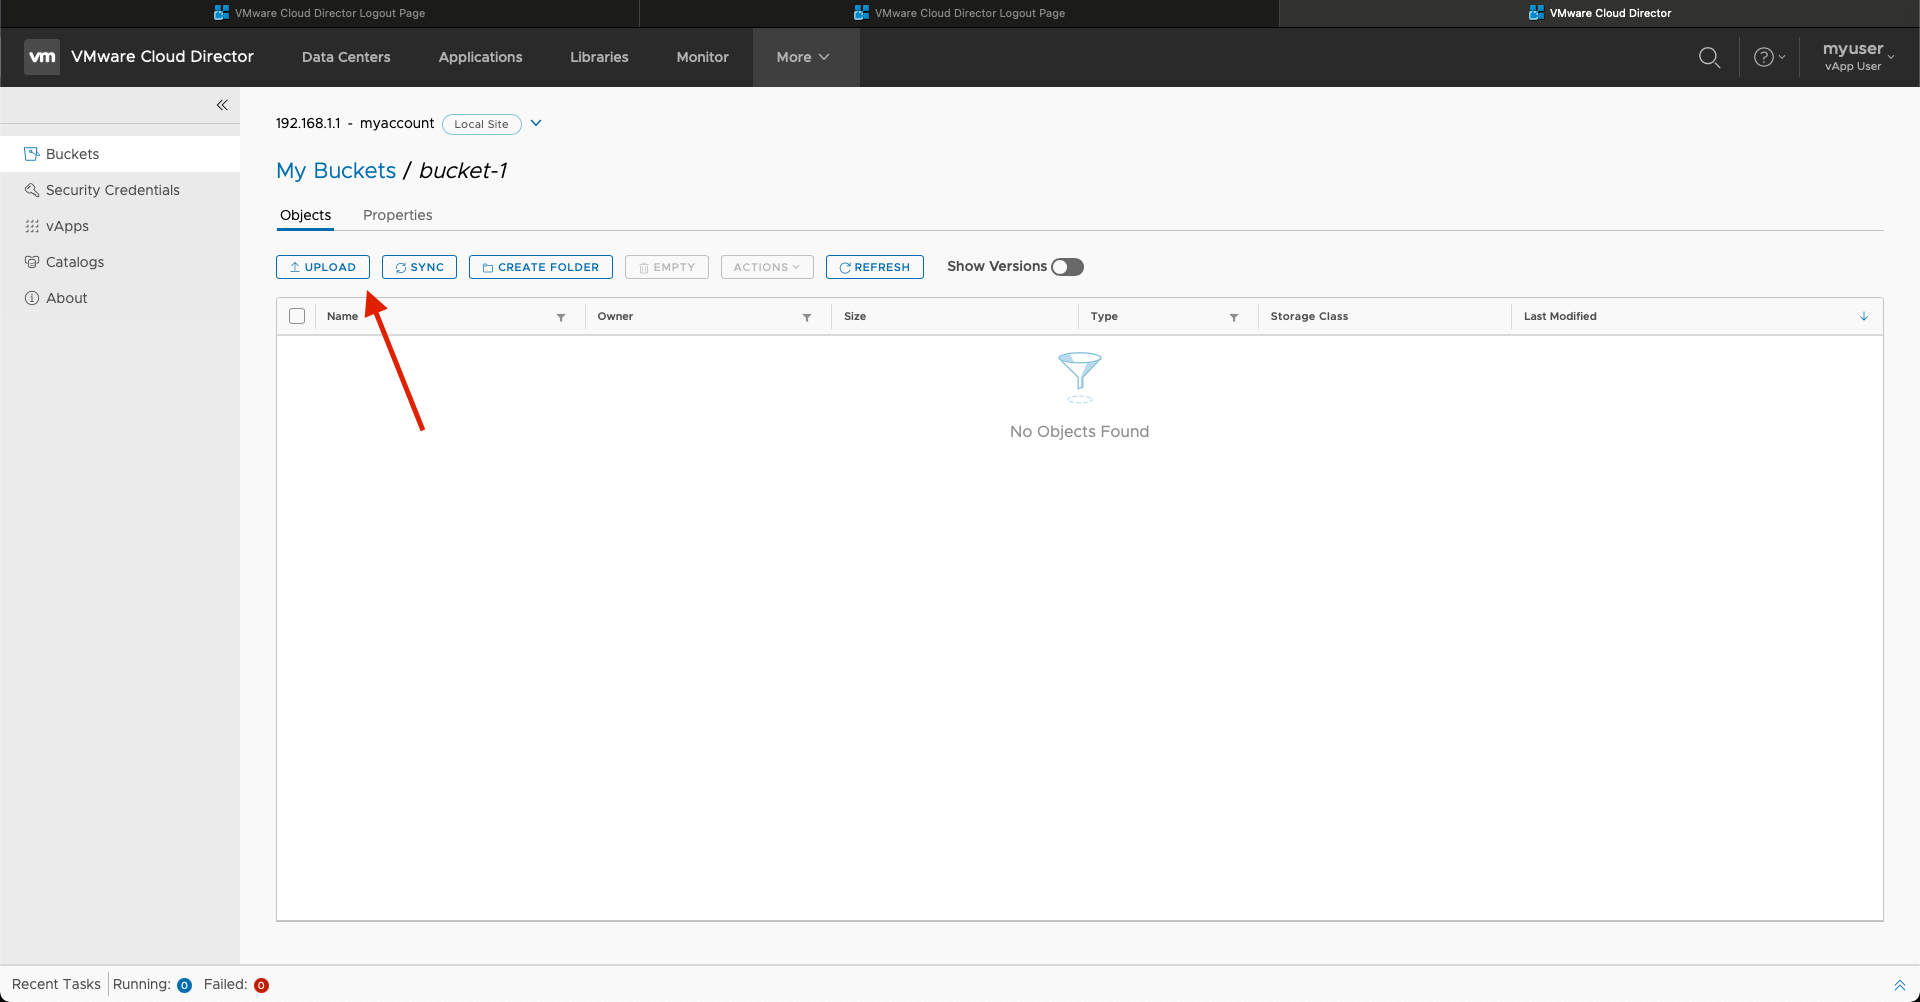 VMware Cloud Director Logout Page
VMware Cloud Director Logout Page
VMware Cloud Director
vm VMware Cloud Director
Data Centers
Applications
Libraries
Monitor
More
myuser
vApp User
Buckets
Security Credentials
vApps
Catalogs
About
192.168.1.1 - myaccount Local Site
My Buckets / bucket-1
Objects Properties
UPLOAD SYNC CREATE FOLDER EMPTY ACTIONS REFRESH Show Versions
Name Owner Size Type Storage Class Last Modified
No Objects Found
Recent Tasks Running: 0 Failed: 0